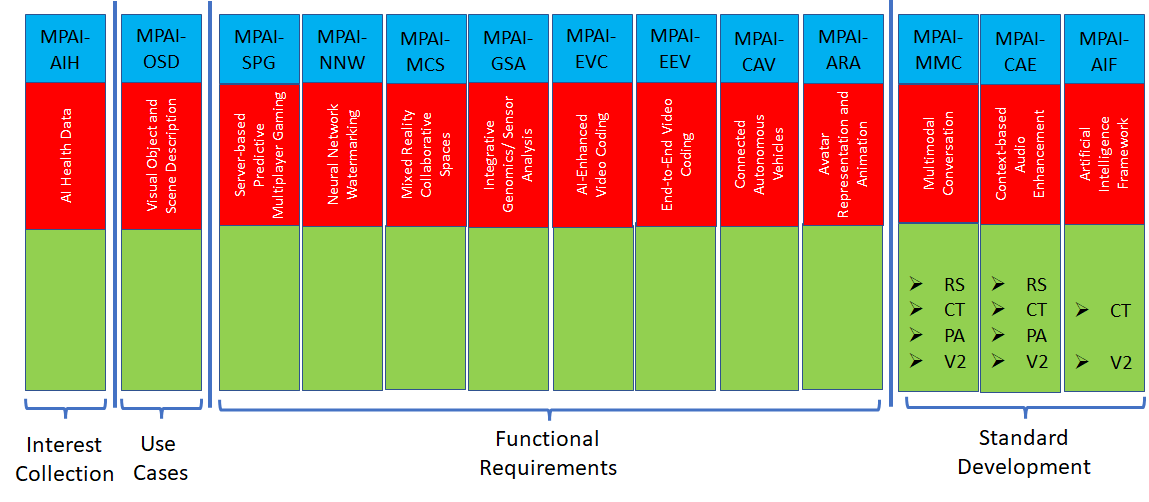 MPAI-
AIH
MPAI-
OSD
MPAI-
SPG
MPAI-
NNW
MPAI-
MCS
MPAI-
GSA
MPAI-
EVC
MPAI-
EEV
MPAI-
CAV
MPAI-
ARA
MPAI-
MMC
MPAI-
CAE
MPAI-
AIF
AI Health Data
Visual Object and
Scene Description
Server-based
Predictive
Multiplayer Gaming
Neural Network
Watermarking
Mixed Reality
Collaborative
Spaces
Integrative
Genomics/ Sensor
Analysis
AI-Enhanced
Video Coding
End-to-End Video
Coding
Connected
Autonomous
Vehicles
Avatar
Representation and
Animation
Multimodal
Conversation
Context-based
Audio
Enhancement
Artificial
Intelligence
Framework
➢ RS
➢ CT
➢ PA
➢ V2
➢ RS
➢ CT
➢ PA
➢ V2
➢ CT
➢ V2
Interest
Collection
Use
Cases
Functional
Requirements
Standard
Development